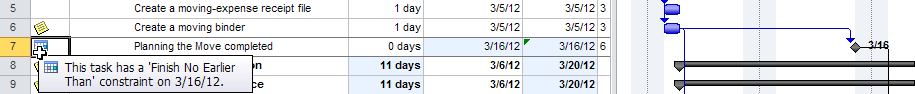 5 Create a moving-expense receipt file 1 day 3/5/12 3/5/12 3
6 Create a moving binder 1 day 3/5/12 3/5/12 3
7 Planning the Move completed 0 days 3/16/12 3/16/12 6 3/16
8 on 11 days 3/6/12 3/20/12
This task has a 'Finish No Earlier
Than' constraint on 3/16/12.
9 ce 11 days 3/6/12 3/20/12